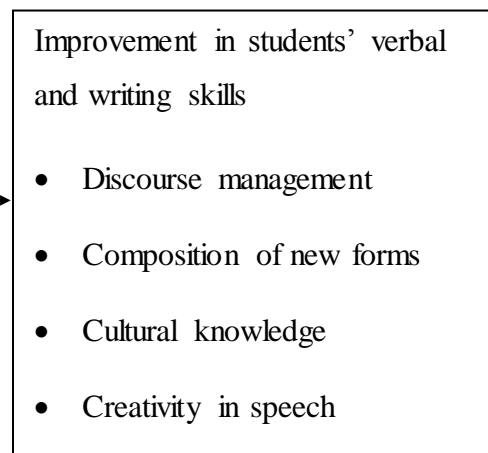 Improvement in students’ verbal
and writing skills
• Discourse management
• Composition of new forms
• Cultural knowledge
• Creativity in speech